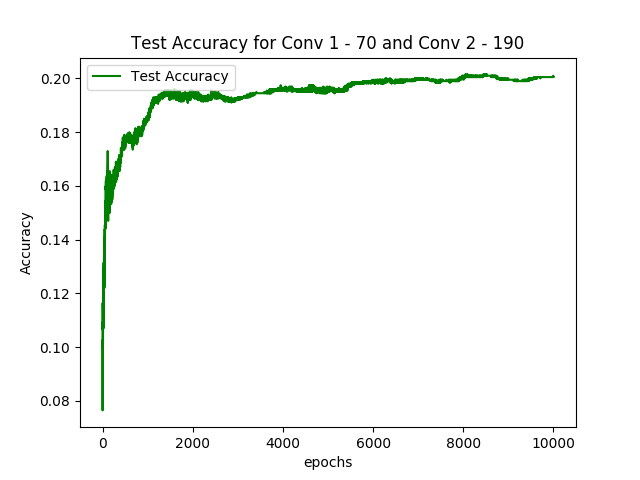 Test Accuracy for Conv 1 - 70 and Conv 2 - 190
Test Accuracy
0.20
0.18
0.16
0.14
0.12
0.10
0.08
Accuracy
0 2000 4000 6000 8000 10000
epochs